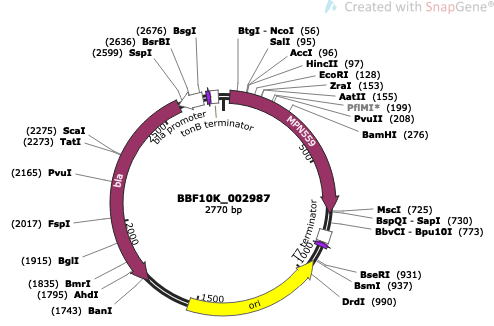 Created with SnapGene®
(2676) BsgI
(2636) BsrBI
(2599) SspI
BtgI - NcoI (56)
SalI (95)
AccI (96)
HincII (97)
EcoRI (128)
ZraI (153)
AatII (155)
PflMI* (199)
PvuII (208)
BamHI (276)
bla promoter
tonB terminator
2500
MPN559
500
(2275) ScaI
(2273) TatI
(2165) PvuI
(2017) FspI
(1915) BglI
(1835) BmrI
(1795) AhdI
(1743) BanI
bla
2000
BBF10K_002987
2770 bp
MscI (725)
BspQI - SapI (730)
BbvCI - Bpu10I (773)
T7 terminator
1000
BseRI (931)
BsmI (937)
DrdI (990)
1500
ori